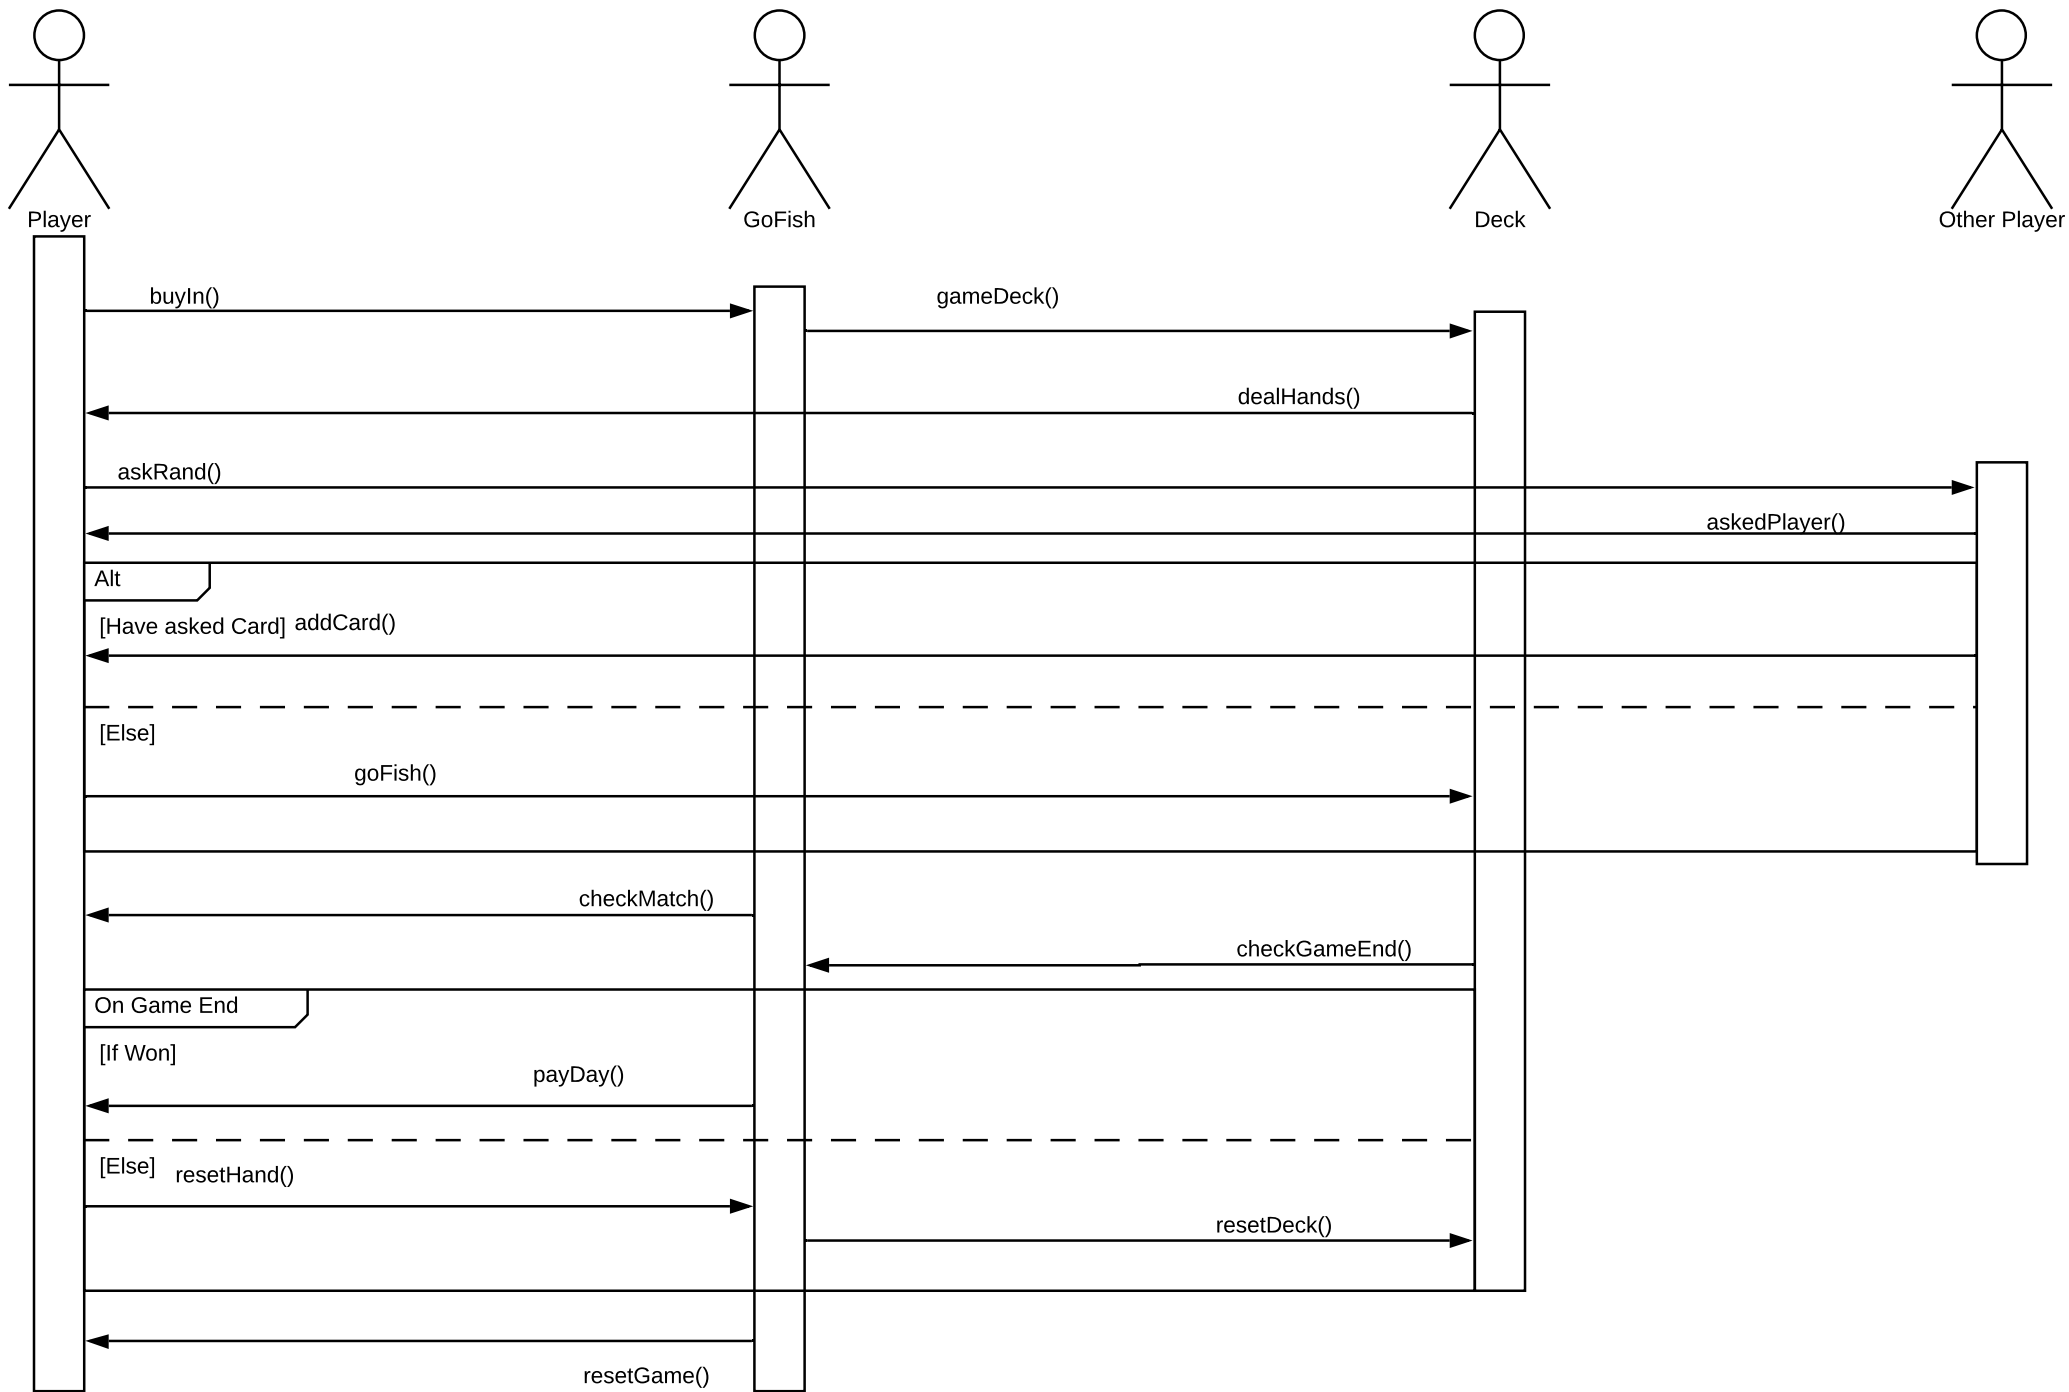 Player
GoFish
Deck
Other Player
buyIn()
gameDeck()
dealHands()
askRand()
askedPlayer()
Alt
[Have asked Card]
addCard()
[Else]
goFish()
checkMatch()
checkGameEnd()
On Game End
[If Won]
payDay()
[Else]
resetHand()
resetDeck()
resetGame()